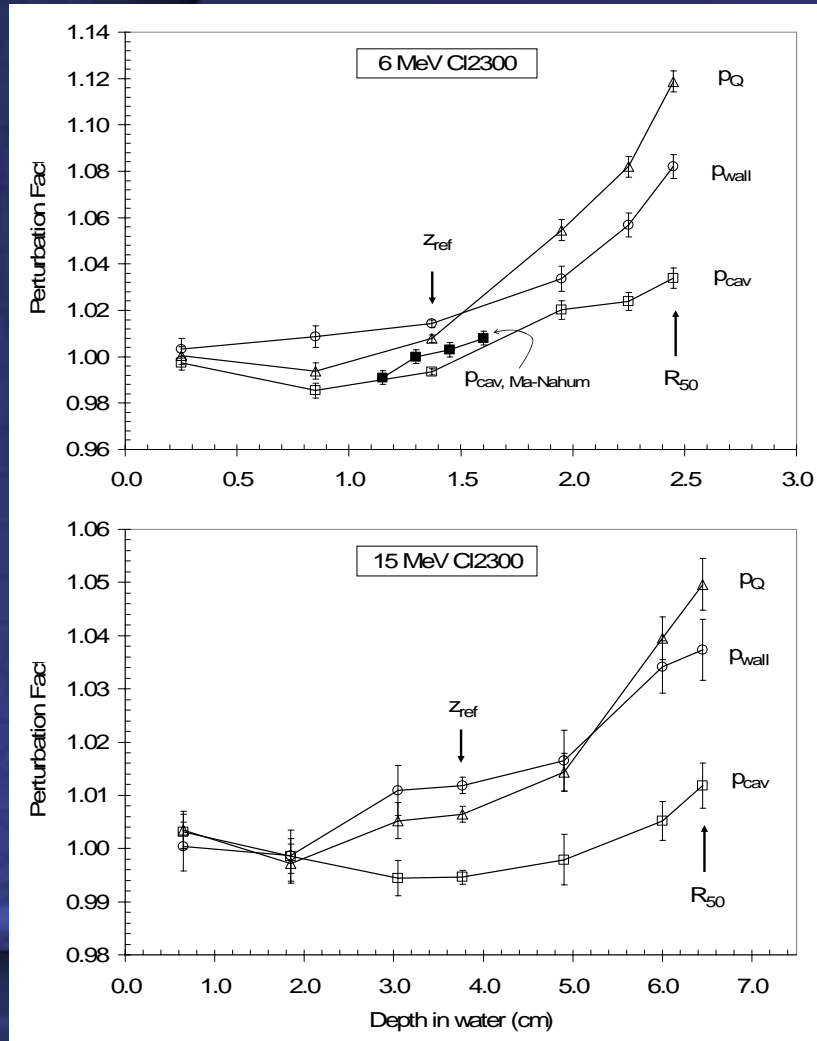 6 MeV Cl2300
Perturbation Fac
1.14
1.12
1.10
1.08
1.06
1.04
1.02
1.00
0.98
0.96
pQ
pwall
zref
pcav
pcav, Ma-Nahum
R50
0.0 0.5 1.0 1.5 2.0 2.5 3.0
15 MeV Cl2300
Perturbation Fac
1.06
1.05
1.04
1.03
1.02
1.01
1.00
0.99
0.98
pQ
pwall
zref
pcav
R50
0.0 1.0 2.0 3.0 4.0 5.0 6.0 7.0
Depth in water (cm)